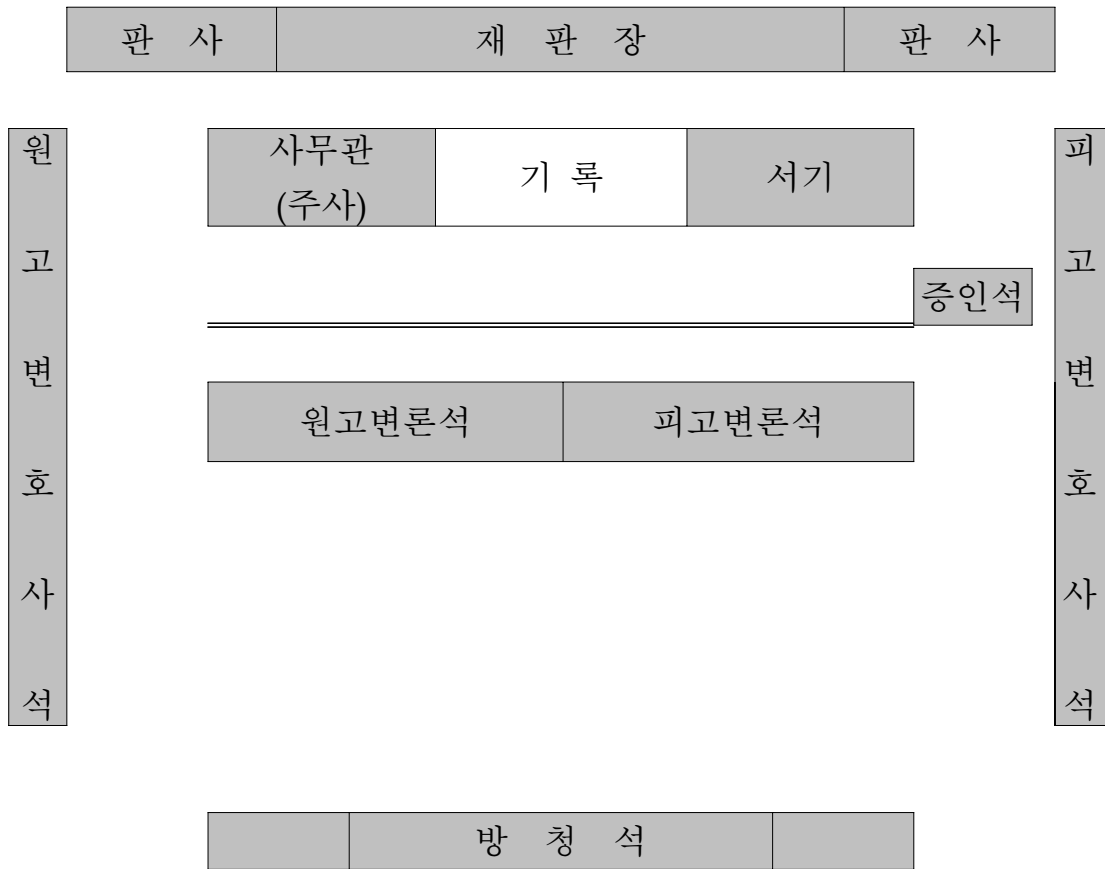 판 사 재 판 장 판 사
사무관 (주사) 기 록 서기
원고변호사석
피고변호사석
증인석
원고변론석 피고변론석
방 청 석